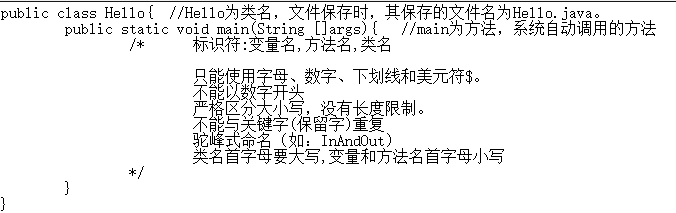 public class Hello{  //Hello为类名，文件保存时，其保存的文件名为Hello.java。
public static void main(String []args){   //main为方法，系统自动调用的方法
/*      标识符:变量名,方法名,类名
只能使用字母、数字、下划线和美元符$。
不能以数字开头
严格区分大小写，没有长度限制。
不能与关键字(保留字)重复
驼峰式命名（如：InAndOut）
类名首字母要大写,变量和方法名首字母小写
*/
}
}